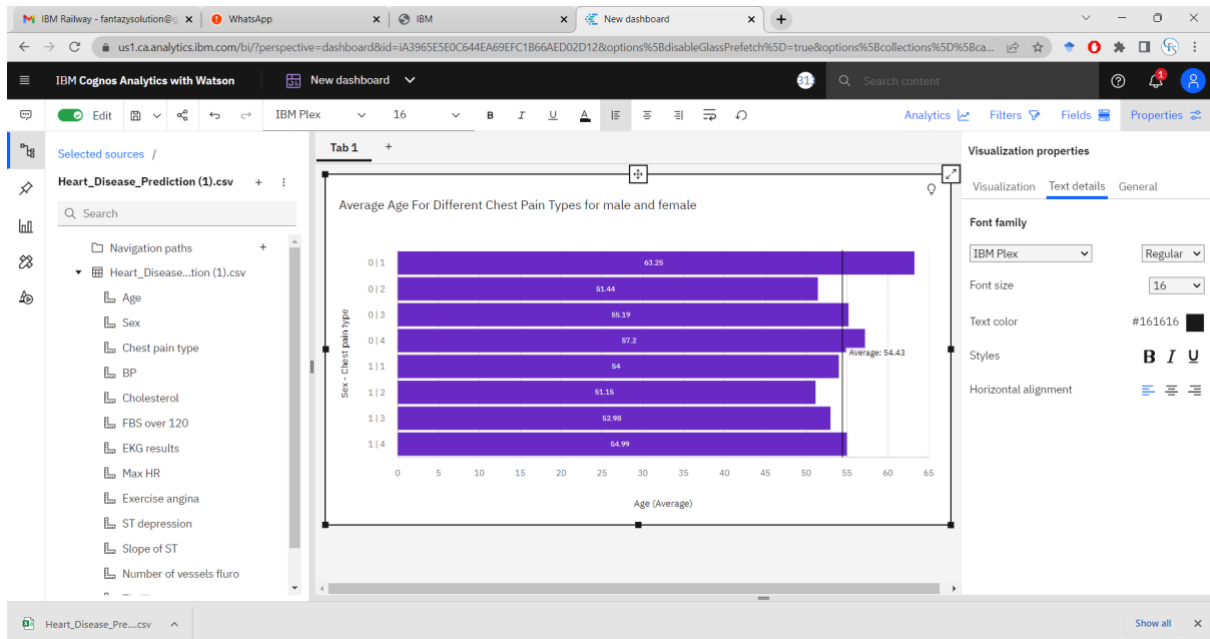 IBM Railway - fantazysolution@g
WhatsApp
IBM
New dashboard
us1.ca.analytics.ibm.com/bi/?perspective=dashboard&id=iA3965E5E0C644EA69EFC1B66AED02D12&options%5BdisableGlassPrefetch%5D=true&options%5Bcollections%5D%5Bca...
IBM Cognos Analytics with Watson
New dashboard
Search content
1
Edit
IBM Plex
16
B I U A
Analytics
Filters
Fields
Properties
Selected sources /
Heart_Disease_Prediction (1).csv
Search
Navigation paths
Heart_Disease...tion (1).csv
Age
Sex
Chest pain type
BP
Cholesterol
FBS over 120
EKG results
Max HR
Exercise angina
ST depression
Slope of ST
Number of vessels fluro
Tab 1
Average Age For Different Chest Pain Types for male and female
Sex - Chest pain type
0|1 63.25
0|2 51.44
0|3 55.19
0|4 57.2
Average: 54.43
1|1 54
1|2 51.15
1|3 52.98
1|4 54.99
0 5 10 15 20 25 30 35 40 45 50 55 60 65
Age (Average)
Visualization properties
Visualization Text details General
Font family
IBM Plex Regular
Font size 16
Text color #161616
Styles B I U
Horizontal alignment
Heart_Disease_Pre....csv
Show all